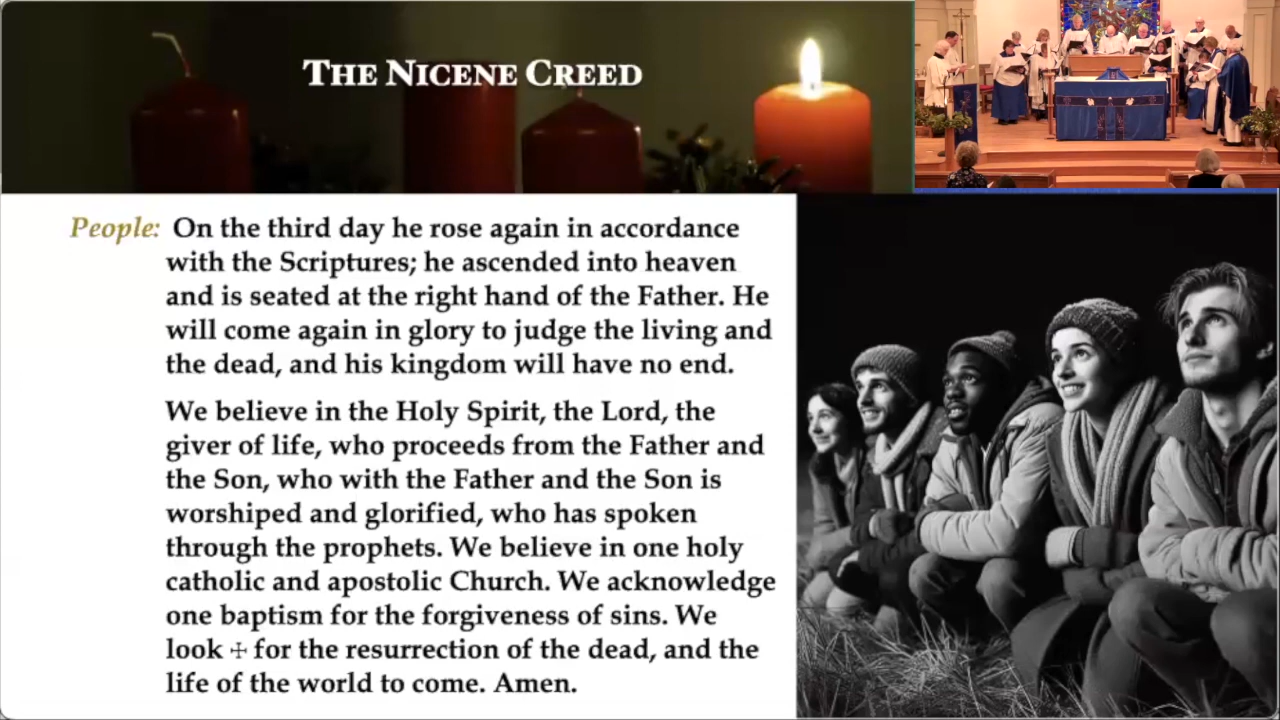 THE NICENE CREED
People: On the third day he rose again in accordance
with the Scriptures; he ascended into heaven
and is seated at the right hand of the Father. He
will come again in glory to judge the living and
the dead, and his kingdom will have no end.
We believe in the Holy Spirit, the Lord, the
giver of life, who proceeds from the Father and
the Son, who with the Father and the Son is
worshiped and glorified, who has spoken
through the prophets. We believe in one holy
catholic and apostolic Church. We acknowledge
one baptism for the forgiveness of sins. We
look ☩ for the resurrection of the dead, and the
life of the world to come. Amen.